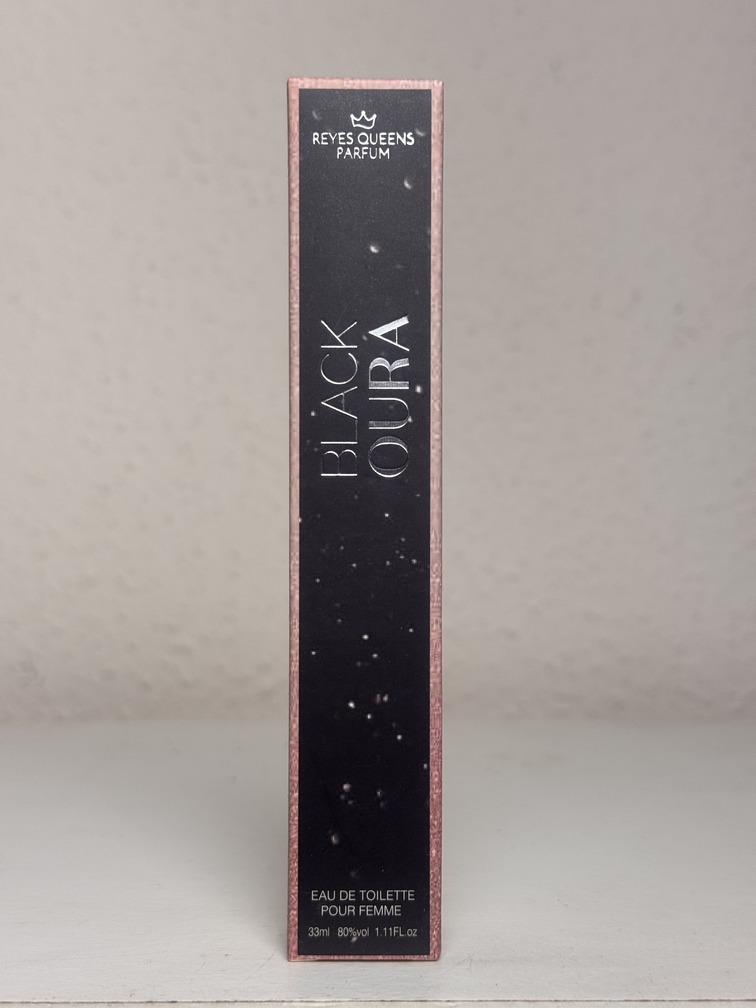 REYES QUEENS
PARFUM
BLACK
OURA
EAU DE TOILETTE
POUR FEMME
33ml 80%vol 1.11FL.oz